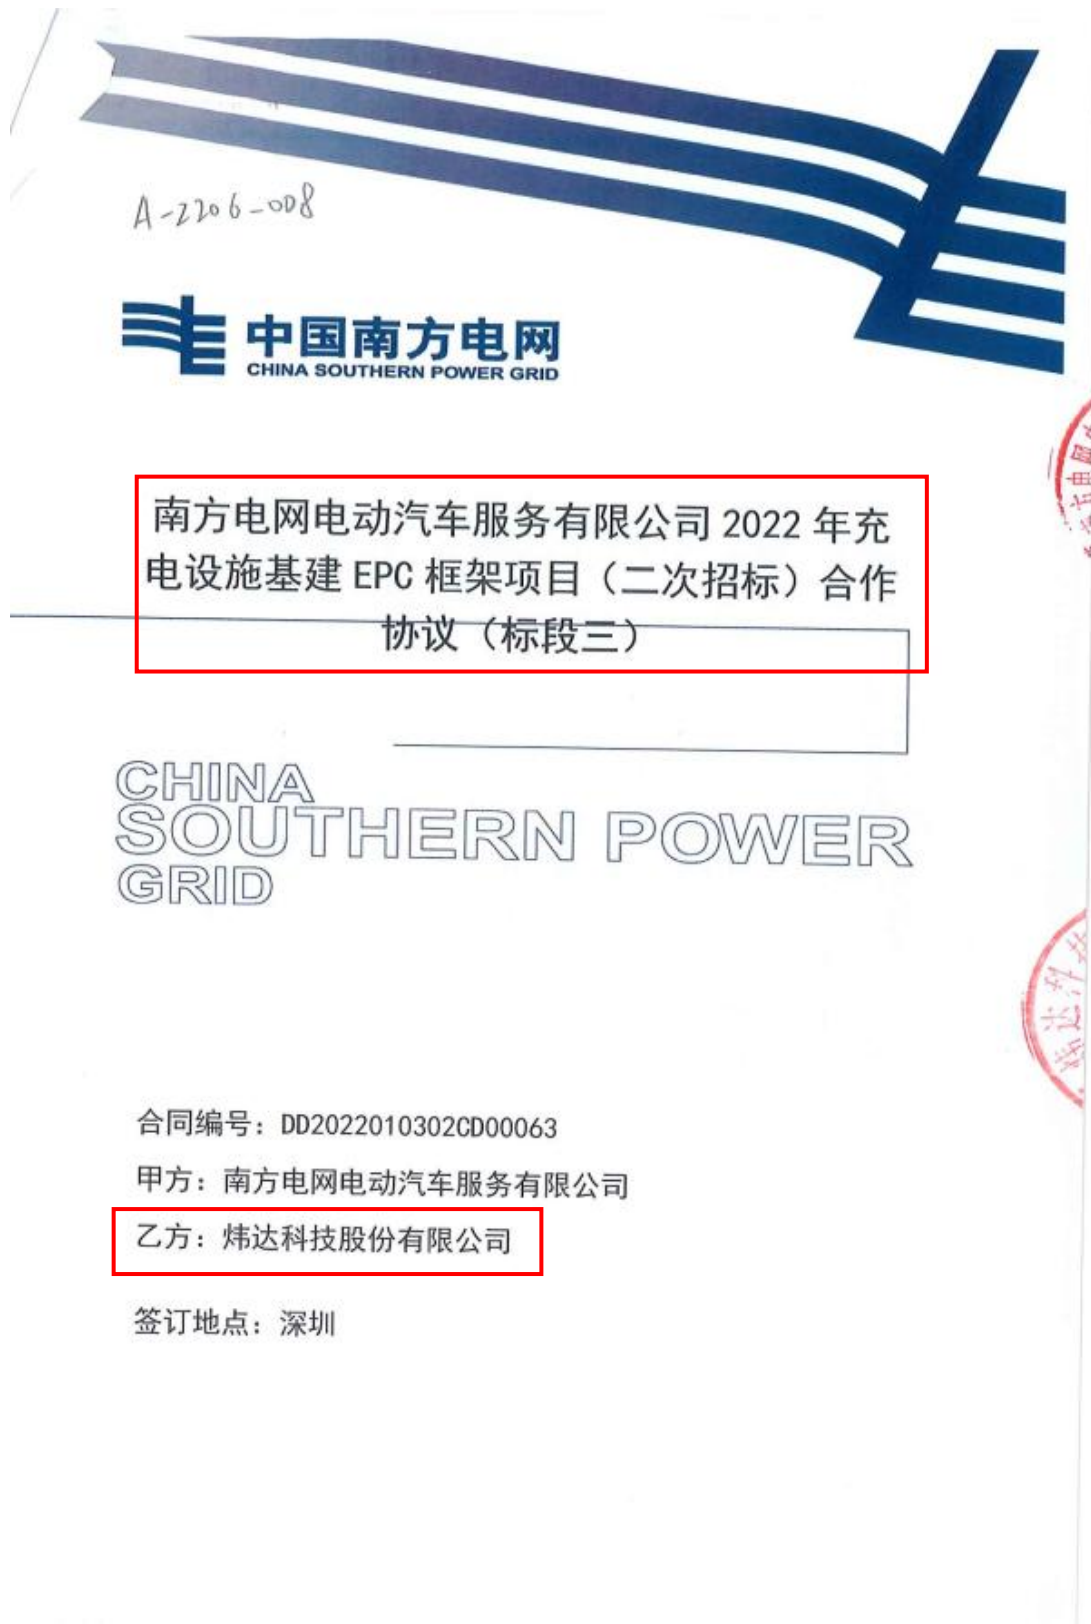 A-2206-008
中国南方电网
CHINA SOUTHERN POWER GRID
南方电网电动汽车服务有限公司 2022 年充
电设施基建 EPC 框架项目（二次招标）合作
协议（标段三）
CHINA
SOUTHERN POWER
GRID
合同编号：DD2022010302CD00063
甲方：南方电网电动汽车服务有限公司
乙方：炜达科技股份有限公司
签订地点：深圳